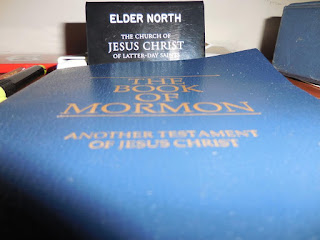 ELDER NORTH
THE CHURCH OF
JESUS CHRIST
OF LATTER-DAY SAINTS
THE
BOOK
OF
MORMON
ANOTHER TESTAMENT
OF JESUS CHRIST